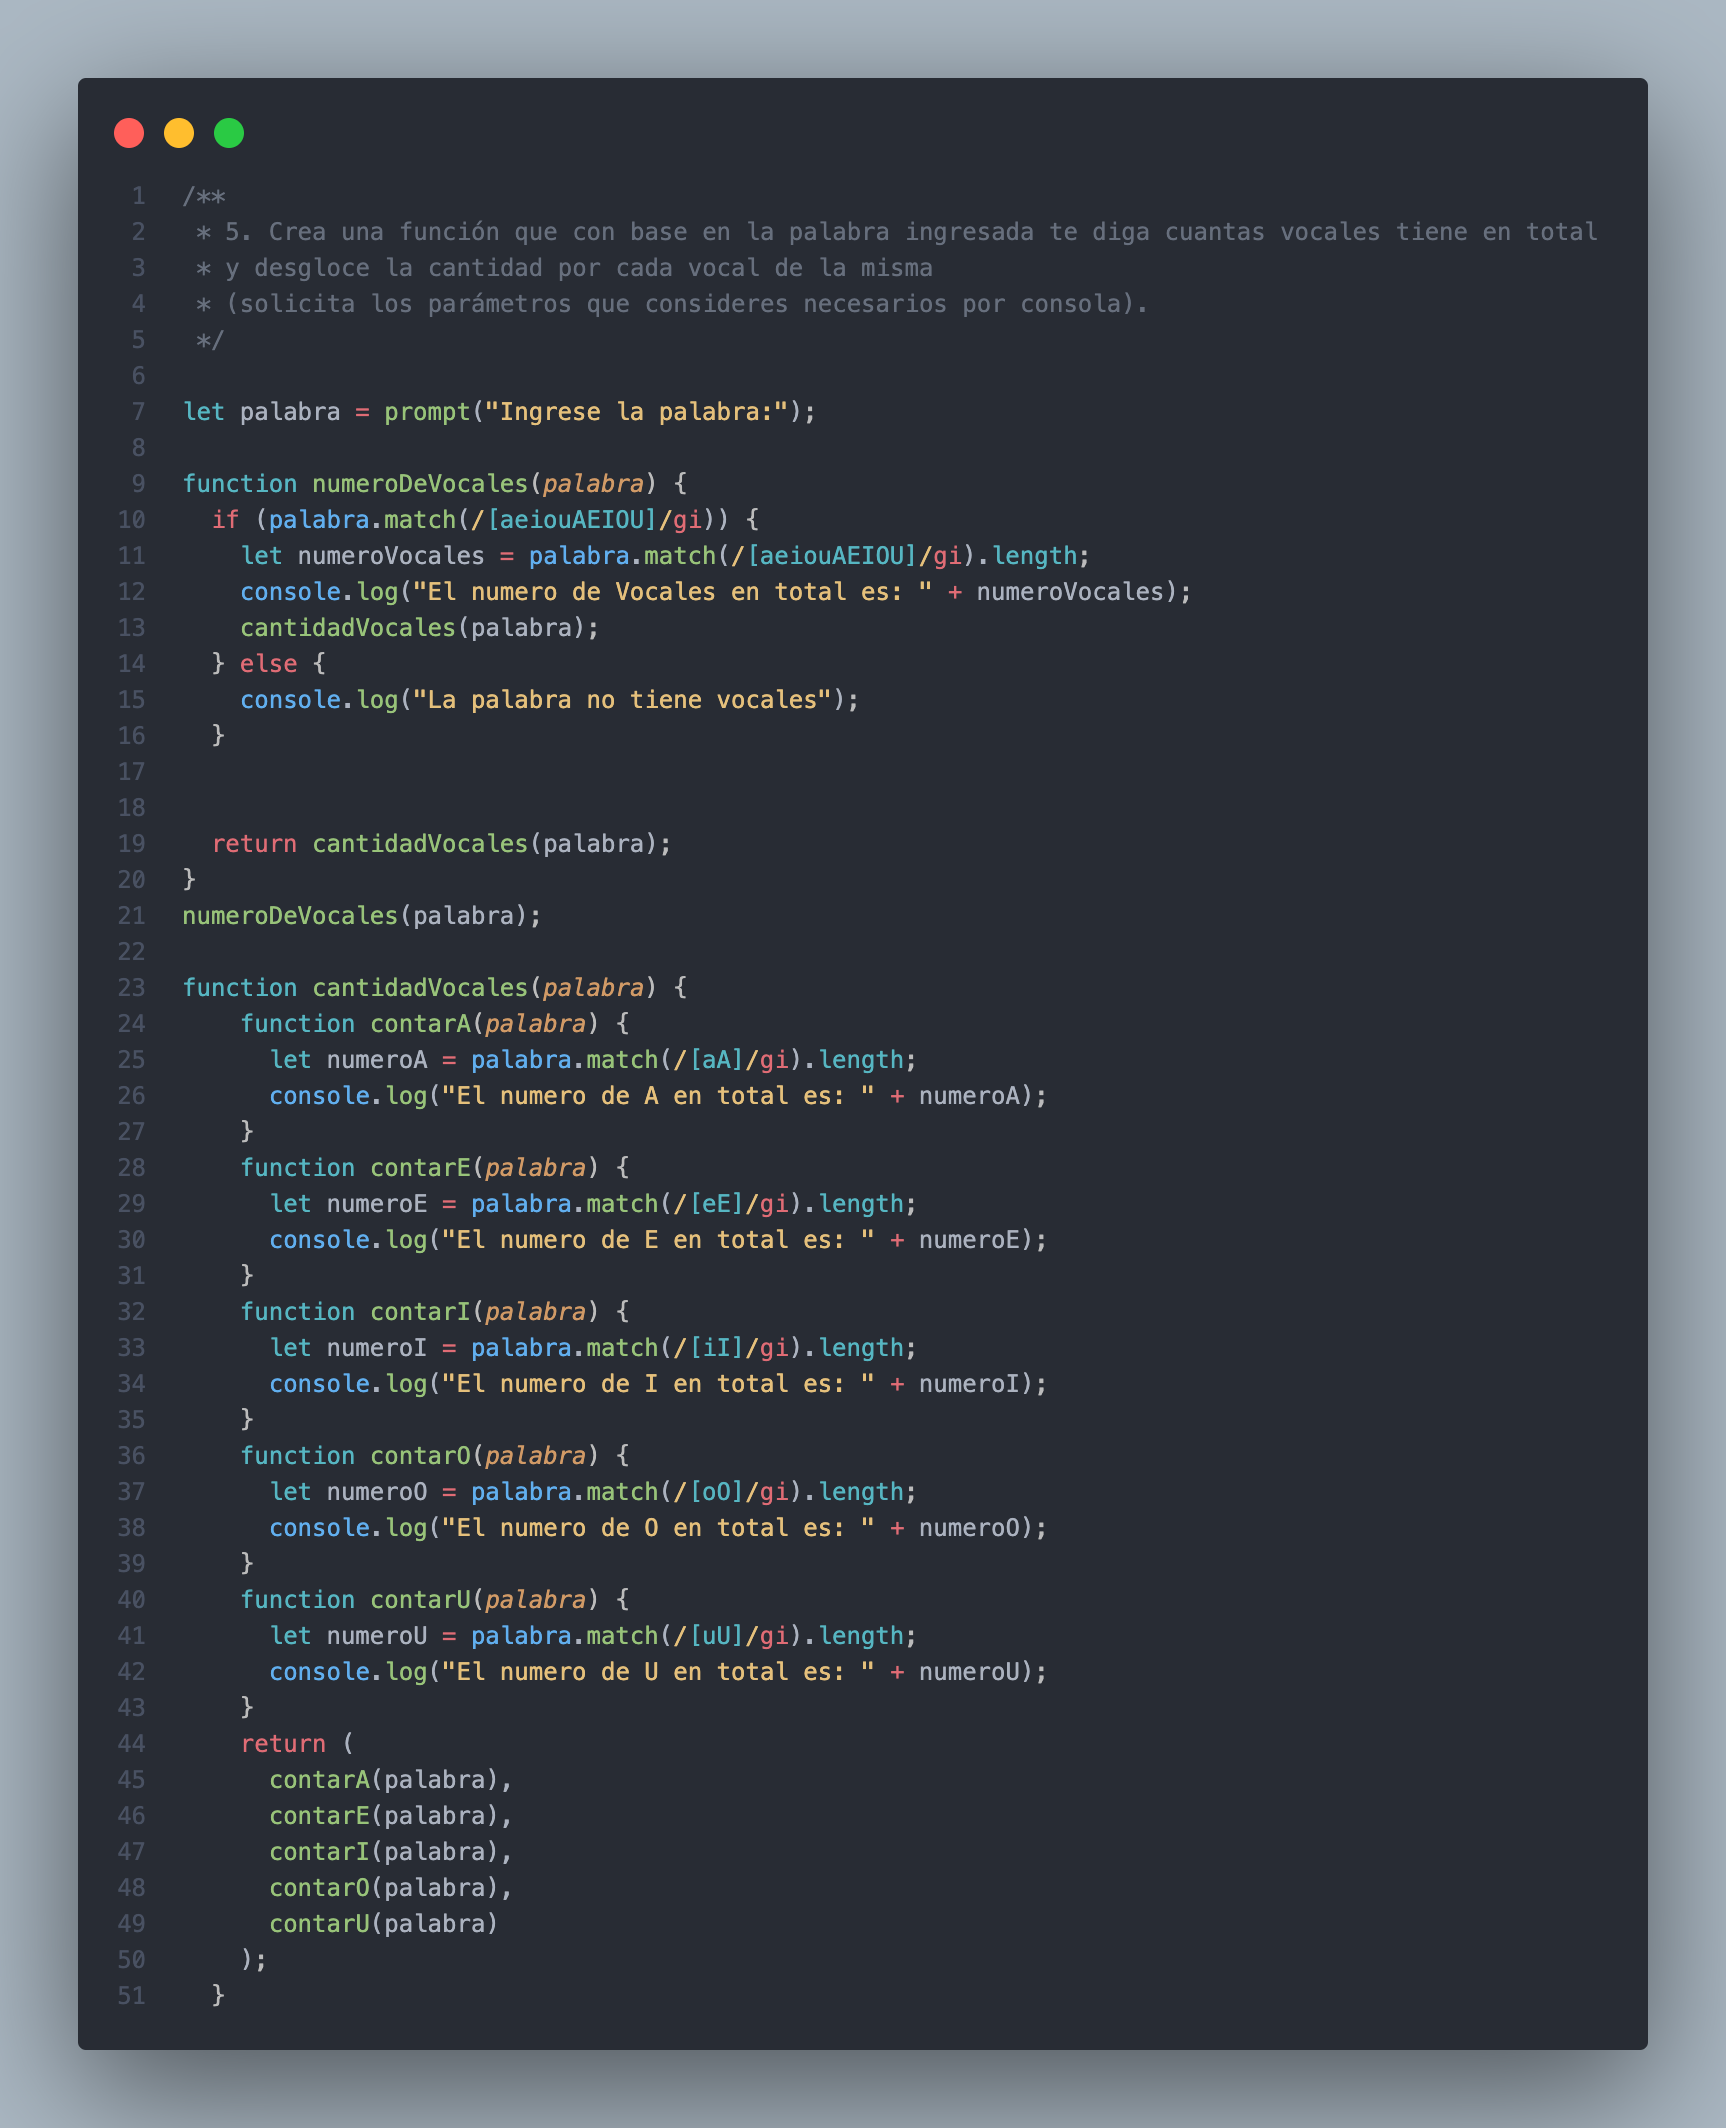 1 /**
2  * 5. Crea una función que con base en la palabra ingresada te diga cuantas vocales tiene en total
3  * y desgloce la cantidad por cada vocal de la misma
4  * (solicita los parámetros que consideres necesarios por consola).
5  */
6
7 let palabra = prompt("Ingrese la palabra:");
8
9 function numeroDeVocales(palabra) {
10   if (palabra.match(/[aeiouAEIOU]/gi)) {
11     let numeroVocales = palabra.match(/[aeiouAEIOU]/gi).length;
12     console.log("El numero de Vocales en total es: " + numeroVocales);
13     cantidadVocales(palabra);
14   } else {
15     console.log("La palabra no tiene vocales");
16   }
17
18
19   return cantidadVocales(palabra);
20 }
21 numeroDeVocales(palabra);
22
23 function cantidadVocales(palabra) {
24     function contarA(palabra) {
25       let numeroA = palabra.match(/[aA]/gi).length;
26       console.log("El numero de A en total es: " + numeroA);
27     }
28     function contarE(palabra) {
29       let numeroE = palabra.match(/[eE]/gi).length;
30       console.log("El numero de E en total es: " + numeroE);
31     }
32     function contarI(palabra) {
33       let numeroI = palabra.match(/[iI]/gi).length;
34       console.log("El numero de I en total es: " + numeroI);
35     }
36     function contarO(palabra) {
37       let numeroO = palabra.match(/[oO]/gi).length;
38       console.log("El numero de O en total es: " + numeroO);
39     }
40     function contarU(palabra) {
41       let numeroU = palabra.match(/[uU]/gi).length;
42       console.log("El numero de U en total es: " + numeroU);
43     }
44     return (
45       contarA(palabra),
46       contarE(palabra),
47       contarI(palabra),
48       contarO(palabra),
49       contarU(palabra)
50     );
51   }